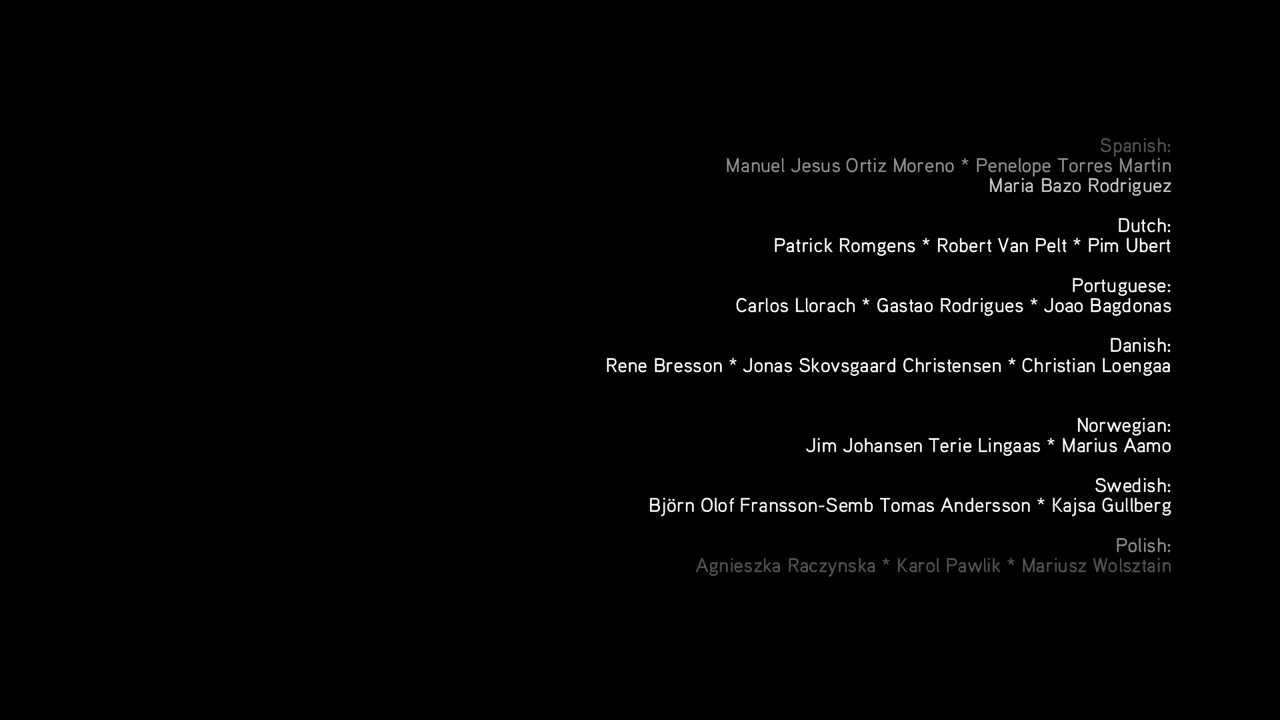 Spanish:
Manuel Jesus Ortiz Moreno * Penelope Torres Martin
Maria Bazo Rodriguez
Dutch:
Patrick Romgens * Robert Van Pelt * Pim Ubert
Portuguese:
Carlos Llorach * Gastao Rodrigues * Joao Bagdonas
Danish:
Rene Bresson * Jonas Skovsgaard Christensen * Christian Loengaa
Norwegian:
Jim Johansen Terie Lingaas * Marius Aamo
Swedish:
Björn Olof Fransson-Semb Tomas Andersson * Kajsa Gullberg
Polish:
Agnieszka Raczynska * Karol Pawlik * Mariusz Wolsztain